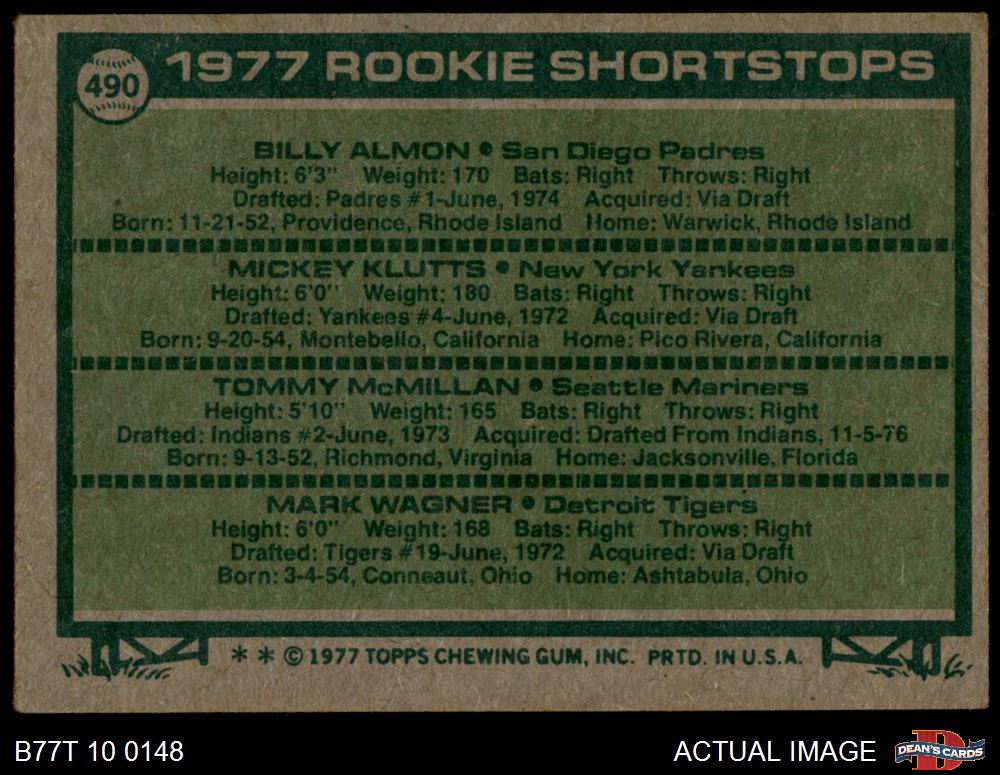 490
1977 ROOKIE SHORTSTOPS
BILLY ALMON • San Diego Padres
Height: 6'3" Weight: 170 Bats: Right Throws: Right
Drafted: Padres #1-June, 1974 Acquired: Via Draft
Born: 11-21-52, Providence, Rhode Island Home: Warwick, Rhode Island
MICKEY KLUTTS • New York Yankees
Height: 6'0" Weight: 180 Bats: Right Throws: Right
Drafted: Yankees #4-June, 1972 Acquired: Via Draft
Born: 9-20-54, Montebello, California Home: Pico Rivera, California
TOMMY McMILLAN • Seattle Mariners
Height: 5'10" Weight: 165 Bats: Right Throws: Right
Drafted: Indians #2-June, 1973 Acquired: Drafted From Indians, 11-5-76
Born: 9-13-52, Richmond, Virginia Home: Jacksonville, Florida
MARK WAGNER • Detroit Tigers
Height: 6'0" Weight: 168 Bats: Right Throws: Right
Drafted: Tigers #19-June, 1972 Acquired: Via Draft
Born: 3-4-54, Conneaut, Ohio Home: Ashtabula, Ohio
* * © 1977 TOPPS CHEWING GUM, INC. PRTD. IN U.S.A.
B77T 10 0148
ACTUAL IMAGE
D
DEAN'S CARDS